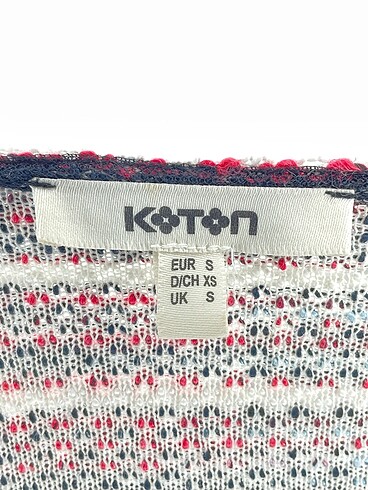 KOTON
EUR S
D/CH XS
UK S